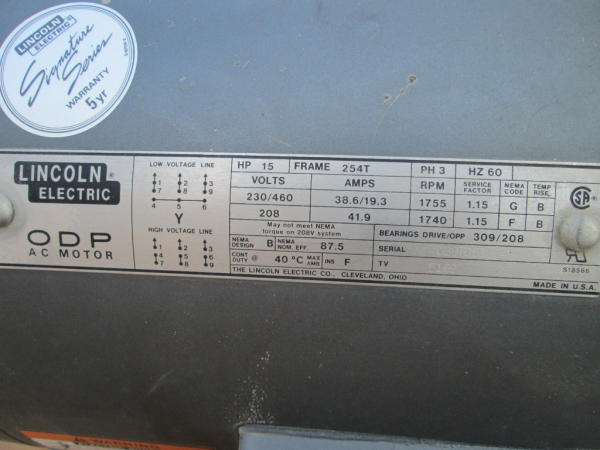 LINCOLN®
ELECTRIC
Signature
Series
WARRANTY
5 yr
LINCOLN®
ELECTRIC
ODP
AC MOTOR
LOW VOLTAGE LINE
1 2 3
7 8 9
4 5 6
Y
HIGH VOLTAGE LINE
1 2 3
4 5 6
7 8 9
HP 15 FRAME 254T PH 3 HZ 60
VOLTS AMPS RPM SERVICE FACTOR NEMA CODE TEMP RISE
230/460 38.6/19.3 1755 1.15 G B
208 41.9 1740 1.15 F B
May not meet NEMA
torque on 208V system
BEARINGS DRIVE/OPP 309/208
NEMA DESIGN B NEMA NOM. EFF 87.5 SERIAL
CONT DUTY @ 40 °C MAX AMB INS F TV
THE LINCOLN ELECTRIC CO., CLEVELAND, OHIO
SA®
S18566
MADE IN U.S.A.
WARNING